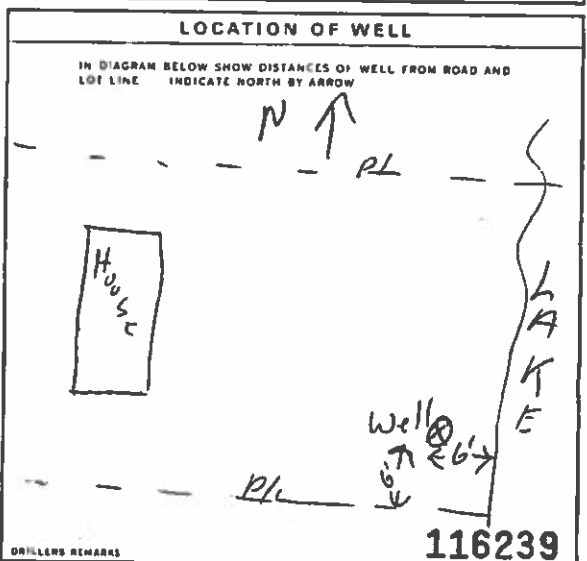 LOCATION OF WELL
IN DIAGRAM BELOW SHOW DISTANCES OF WELL FROM ROAD AND
LOT LINE INDICATE NORTH BY ARROW
N
PL
House
LAKE
Well
6'
6'
P/L
116239
DRILLERS REMARKS